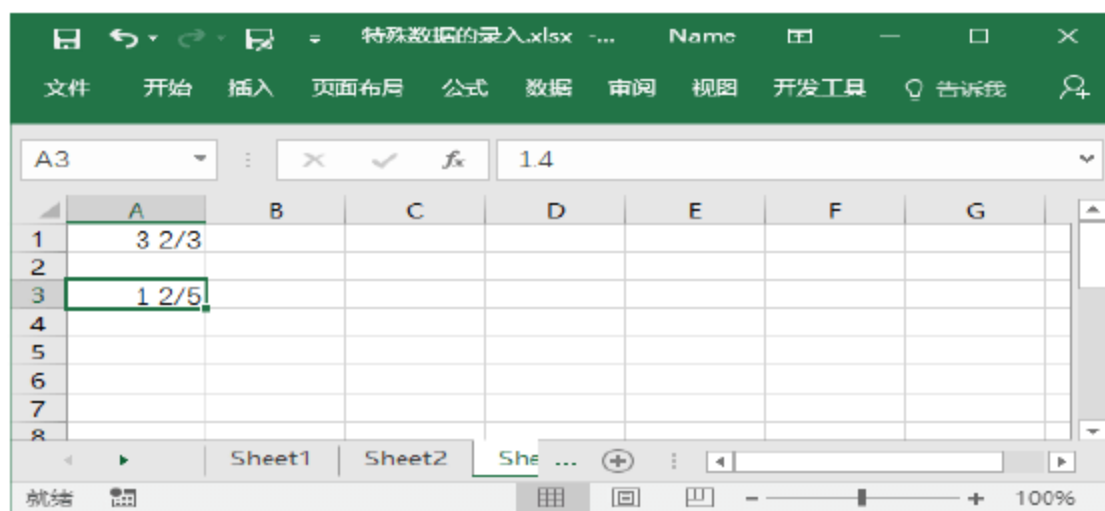 特殊数据的录入.xlsx -... Name
文件 开始 插入 页面布局 公式 数据 审阅 视图 开发工具 告诉我
A3 fx 1.4
A B C D E F G
1 3 2/3
2
3 1 2/5
4
5
6
7
8
Sheet1 Sheet2 She ...
就绪 100%